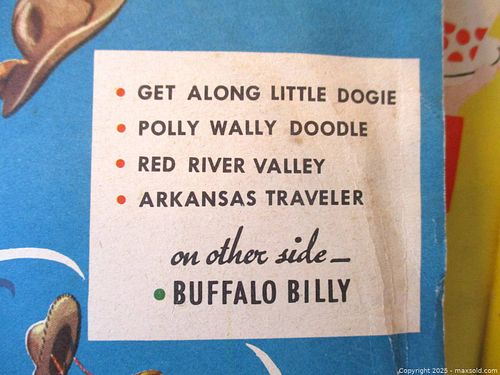 • GET ALONG LITTLE DOGIE
• POLLY WALLY DOODLE
• RED RIVER VALLEY
• ARKANSAS TRAVELER
on other side —
• BUFFALO BILLY
Copyright 2025 - maxsold.com